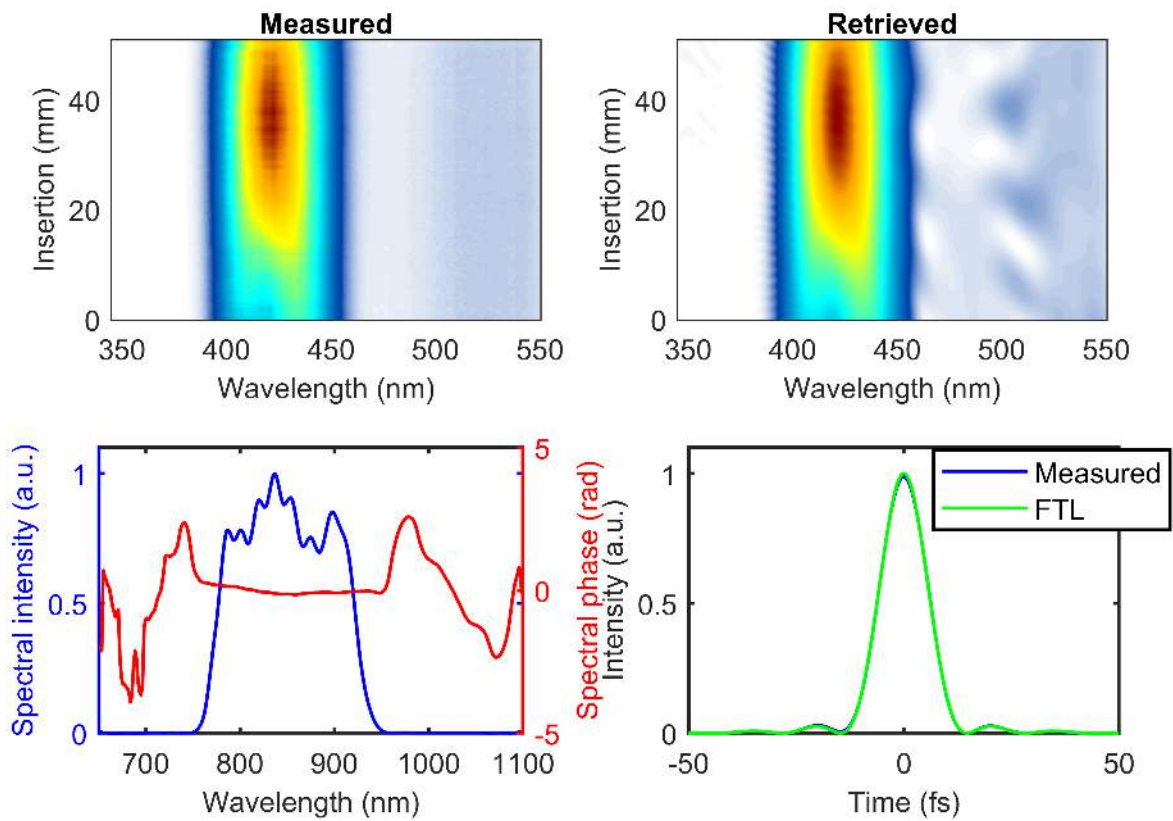 Measured
Insertion (mm)
40
20
0
350 400 450 500 550
Wavelength (nm)
Retrieved
Insertion (mm)
40
20
0
350 400 450 500 550
Wavelength (nm)
Spectral intensity (a.u.)
1
0.5
0
5
0
-5
Spectral phase (rad)
700 800 900 1000 1100
Wavelength (nm)
Intensity (a.u.)
1
0.5
0
Measured
FTL
-50 0 50
Time (fs)